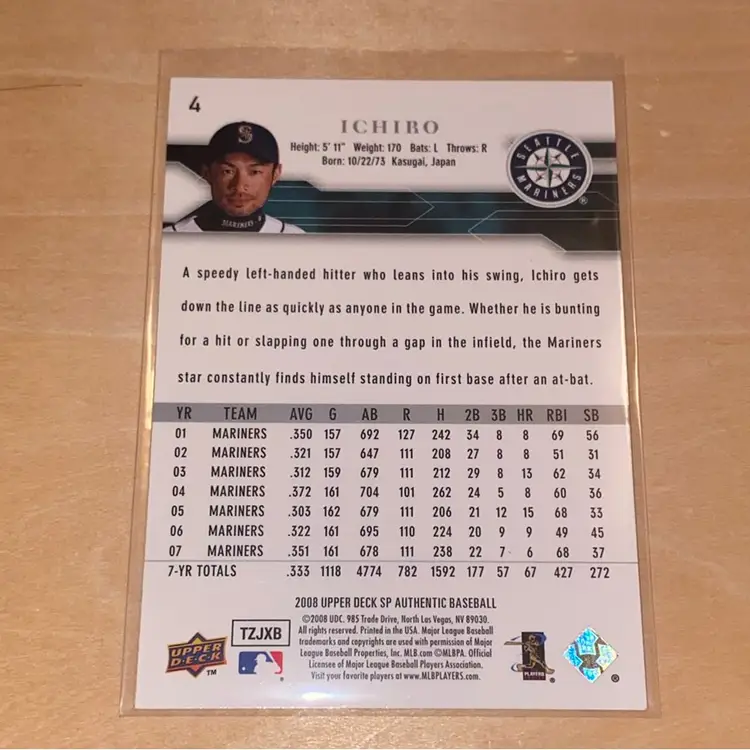 4
ICHIRO
Height: 5' 11" Weight: 170 Bats: L Throws: R
Born: 10/22/73 Kasugai, Japan
SEATTLE MARINERS ®
S
MARINERS
A speedy left-handed hitter who leans into his swing, Ichiro gets
down the line as quickly as anyone in the game. Whether he is bunting
for a hit or slapping one through a gap in the infield, the Mariners
star constantly finds himself standing on first base after an at-bat.
YR TEAM AVG G AB R H 2B 3B HR RBI SB
01 MARINERS .350 157 692 127 242 34 8 8 69 56
02 MARINERS .321 157 647 111 208 27 8 8 51 31
03 MARINERS .312 159 679 111 212 29 8 13 62 34
04 MARINERS .372 161 704 101 262 24 5 8 60 36
05 MARINERS .303 162 679 111 206 21 12 15 68 33
06 MARINERS .322 161 695 110 224 20 9 9 49 45
07 MARINERS .351 161 678 111 238 22 7 6 68 37
7-YR TOTALS .333 1118 4774 782 1592 177 57 67 427 272
2008 UPPER DECK SP AUTHENTIC BASEBALL
©2008 UDC. 985 Trade Drive, North Las Vegas, NV 89030.
All rights reserved. Printed in the USA. Major League Baseball
trademarks and copyrights are used with permission of Major
League Baseball Properties, Inc. MLB.com ©MLBPA. Official
Licensee of Major League Baseball Players Association.
Visit your favorite players at www.MLBPLAYERS.com.
UPPER
DECK
TM
TZJXB
PLAYERS
®